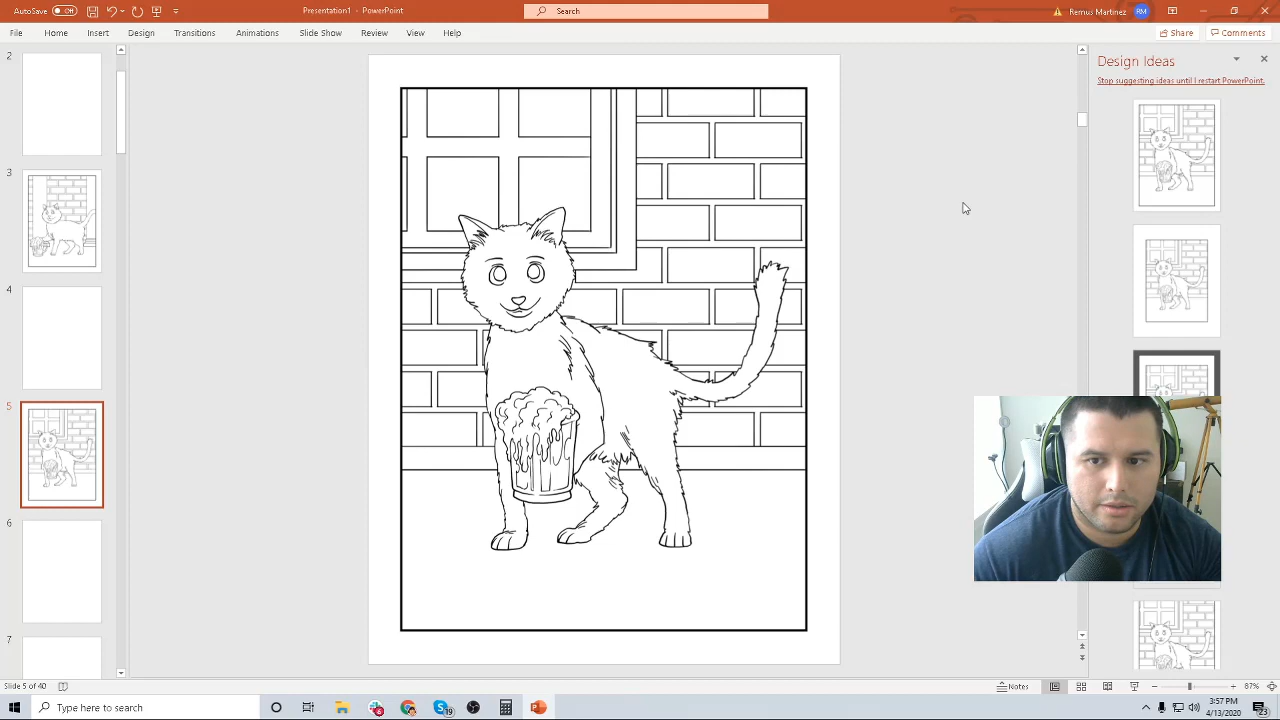 AutoSave Off Presentation1 - PowerPoint Search Remus Martinez RM
File Home Insert Design Transitions Animations Slide Show Review View Help Share Comments
Design Ideas
Stop suggesting ideas until I restart PowerPoint.
2
3
4
5
6
7
Slide 5 of 40 Notes 87%
Type here to search 3:57 PM
4/13/2020